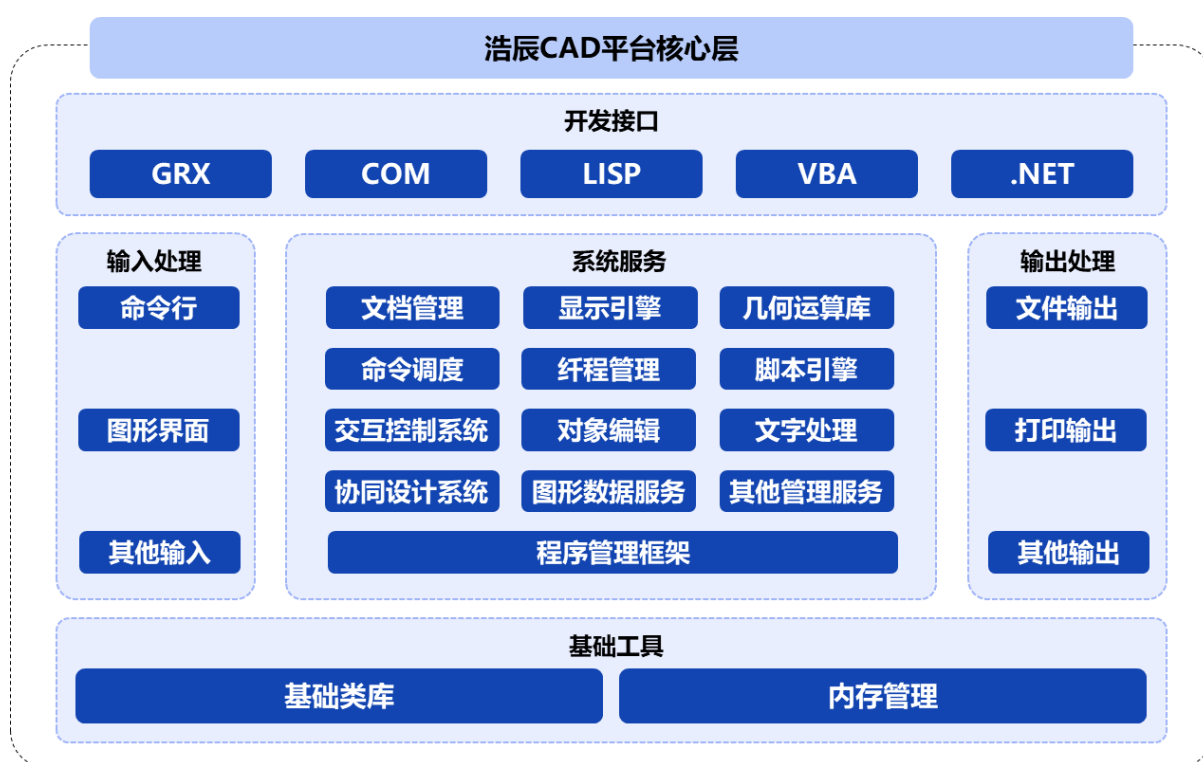 浩辰CAD平台核心层
开发接口
GRX
COM
LISP
VBA
.NET
输入处理
命令行
图形界面
其他输入
系统服务
文档管理
显示引擎
几何运算库
命令调度
纤程管理
脚本引擎
交互控制系统
对象编辑
文字处理
协同设计系统
图形数据服务
其他管理服务
程序管理框架
输出处理
文件输出
打印输出
其他输出
基础工具
基础类库
内存管理